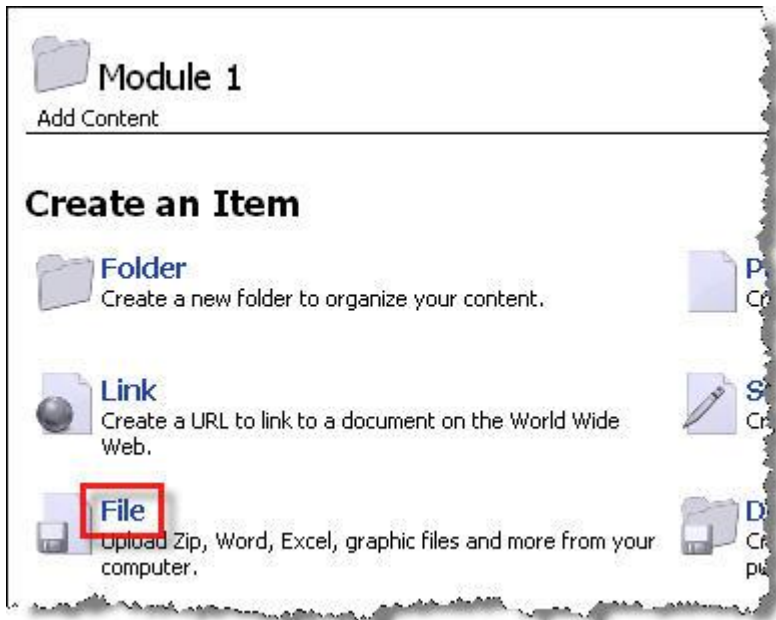 Module 1
Add Content
Create an Item
Folder
Create a new folder to organize your content.
Link
Create a URL to link to a document on the World Wide
Web.
File
Upload Zip, Word, Excel, graphic files and more from your
computer.